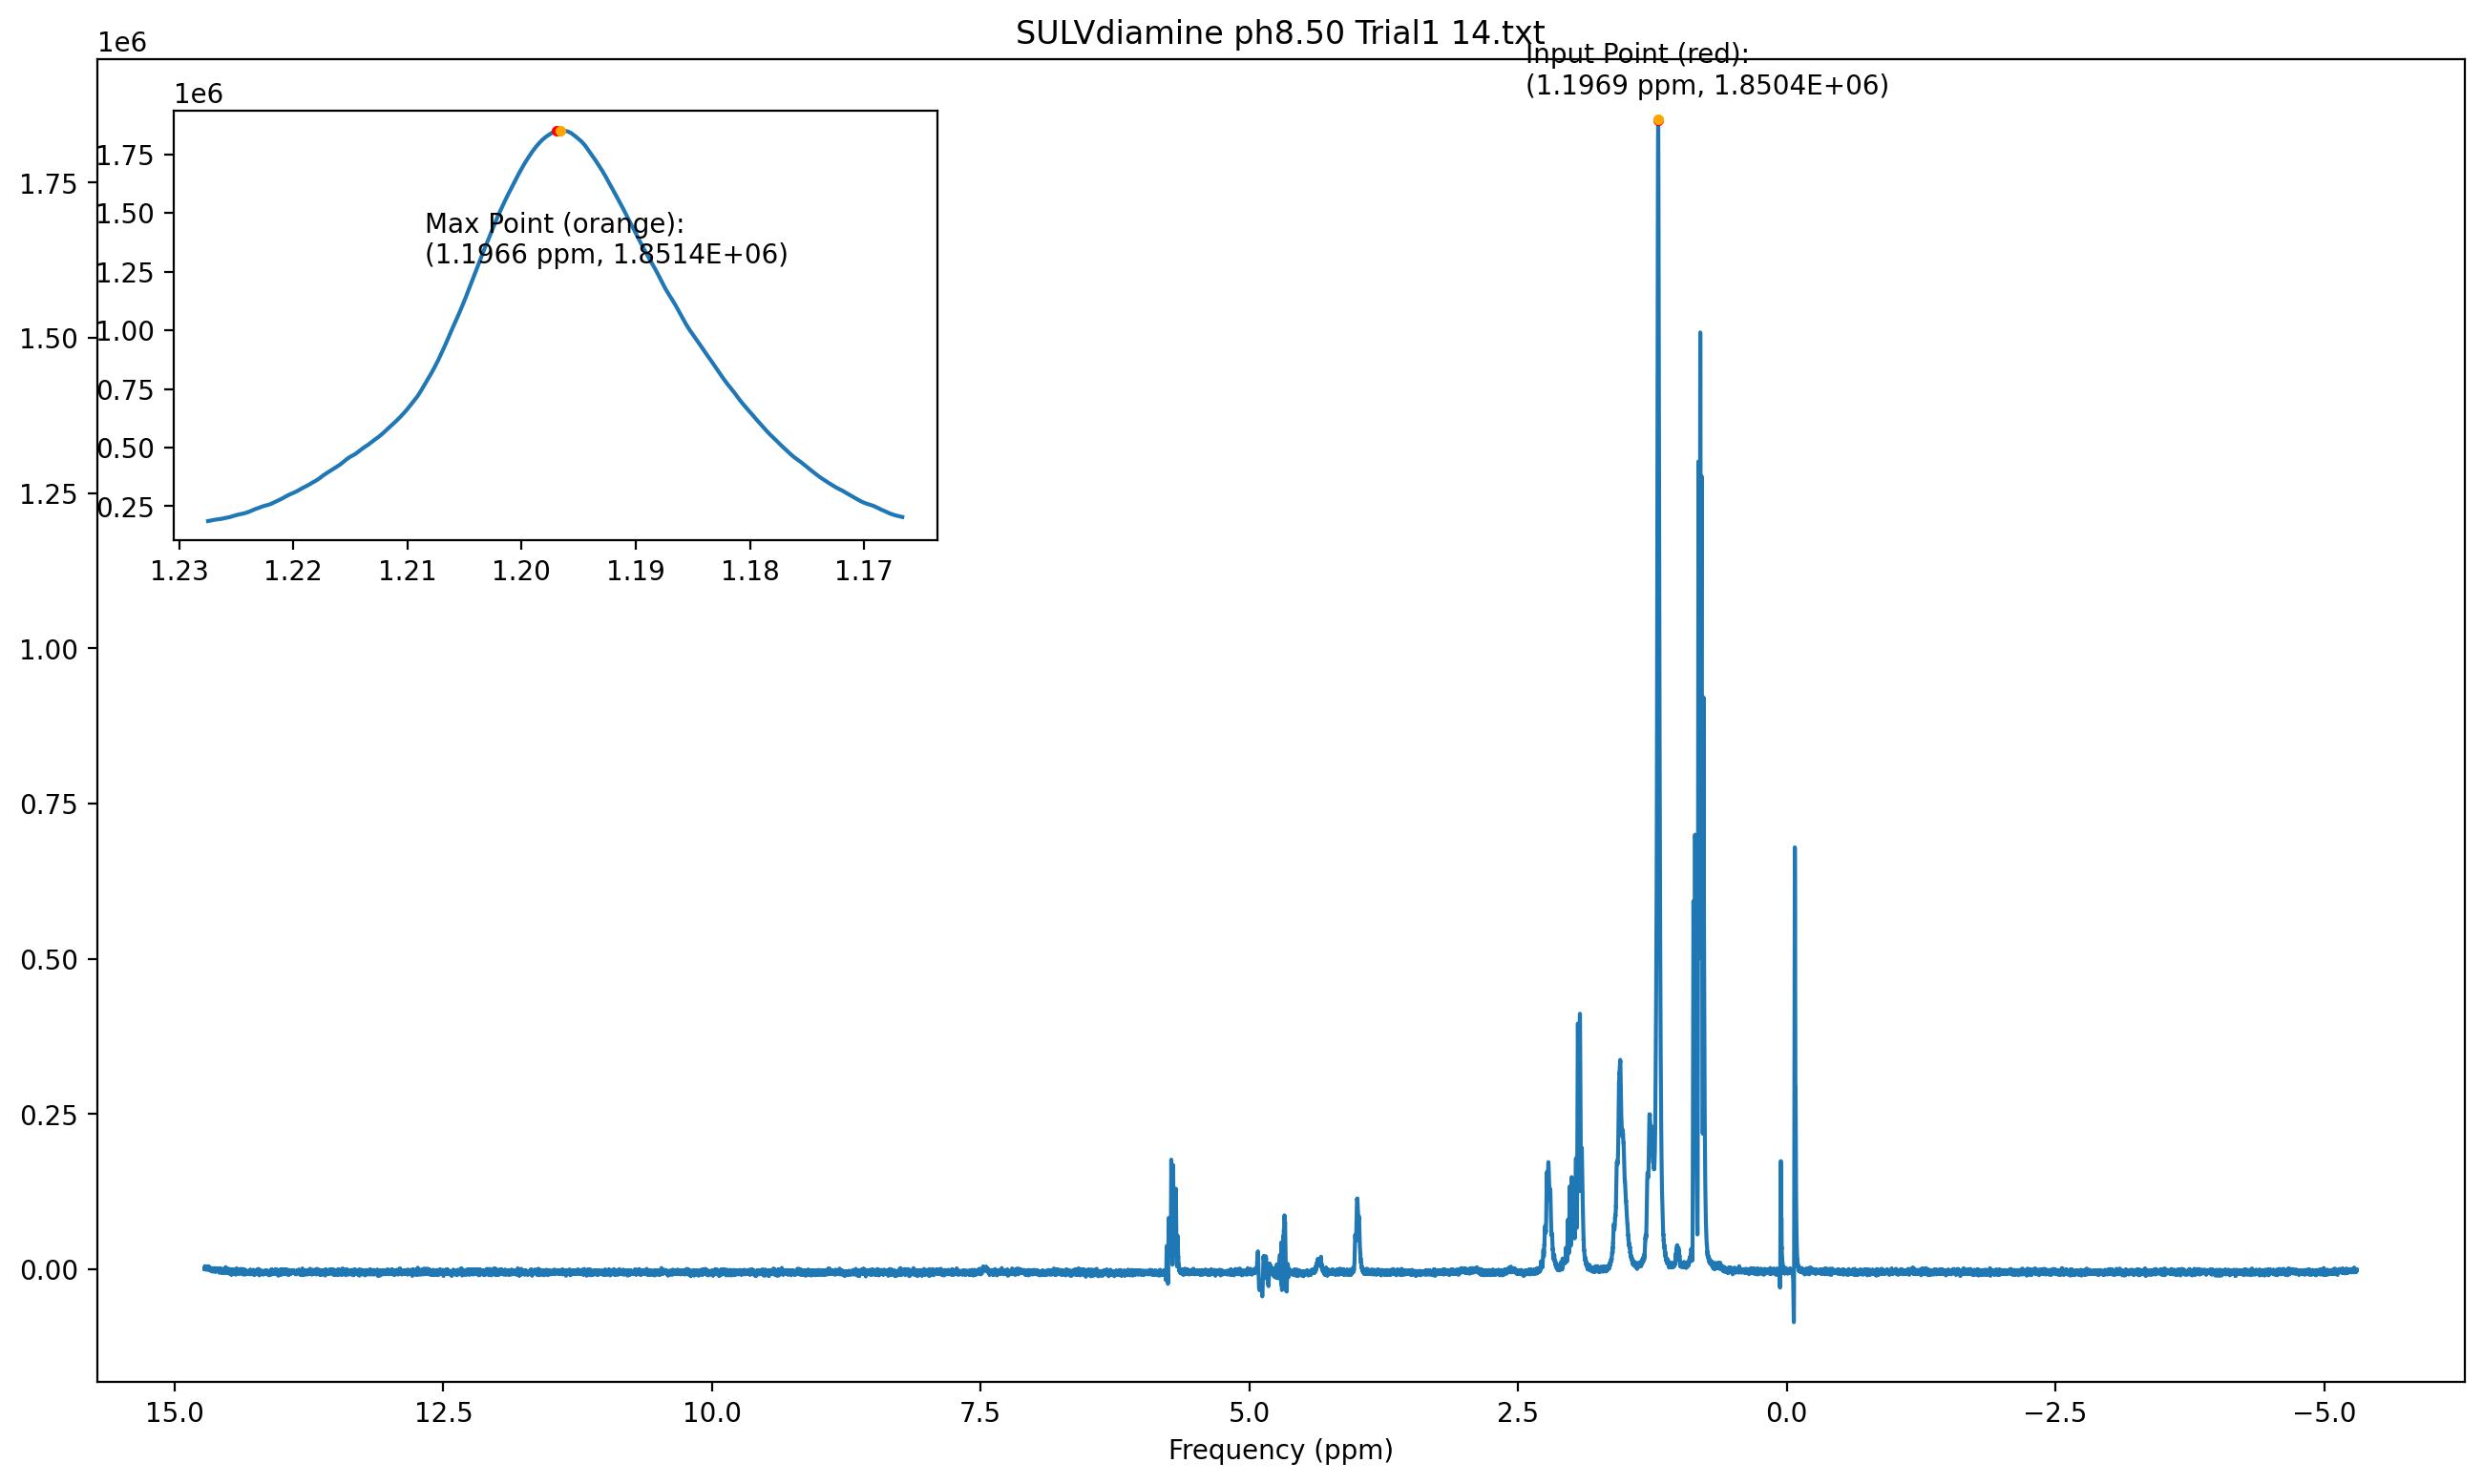 SULVdiamine ph8.50 Trial1 14.txt
1e6
Input Point (red):
(1.1969 ppm, 1.8504E+06)
1e6
1.75
1.50
1.25
1.00
0.75
0.50
0.25
Max Point (orange):
(1.1966 ppm, 1.8514E+06)
1.23 1.22 1.21 1.20 1.19 1.18 1.17
1.75
1.50
1.25
1.00
0.75
0.50
0.25
0.00
15.0 12.5 10.0 7.5 5.0 2.5 0.0 −2.5 −5.0
Frequency (ppm)